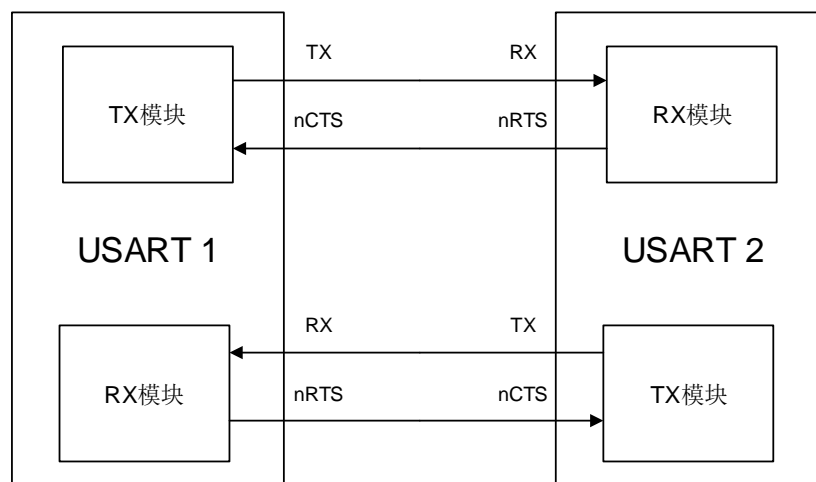 TX RX
TX模块 nCTS nRTS RX模块
USART 1 USART 2
RX TX
RX模块 nRTS nCTS TX模块